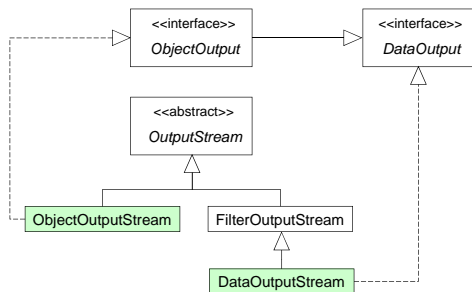 <<interface>>
ObjectOutput
<<interface>>
DataOutput
<<abstract>>
OutputStream
ObjectOutputStream
FilterOutputStream
DataOutputStream